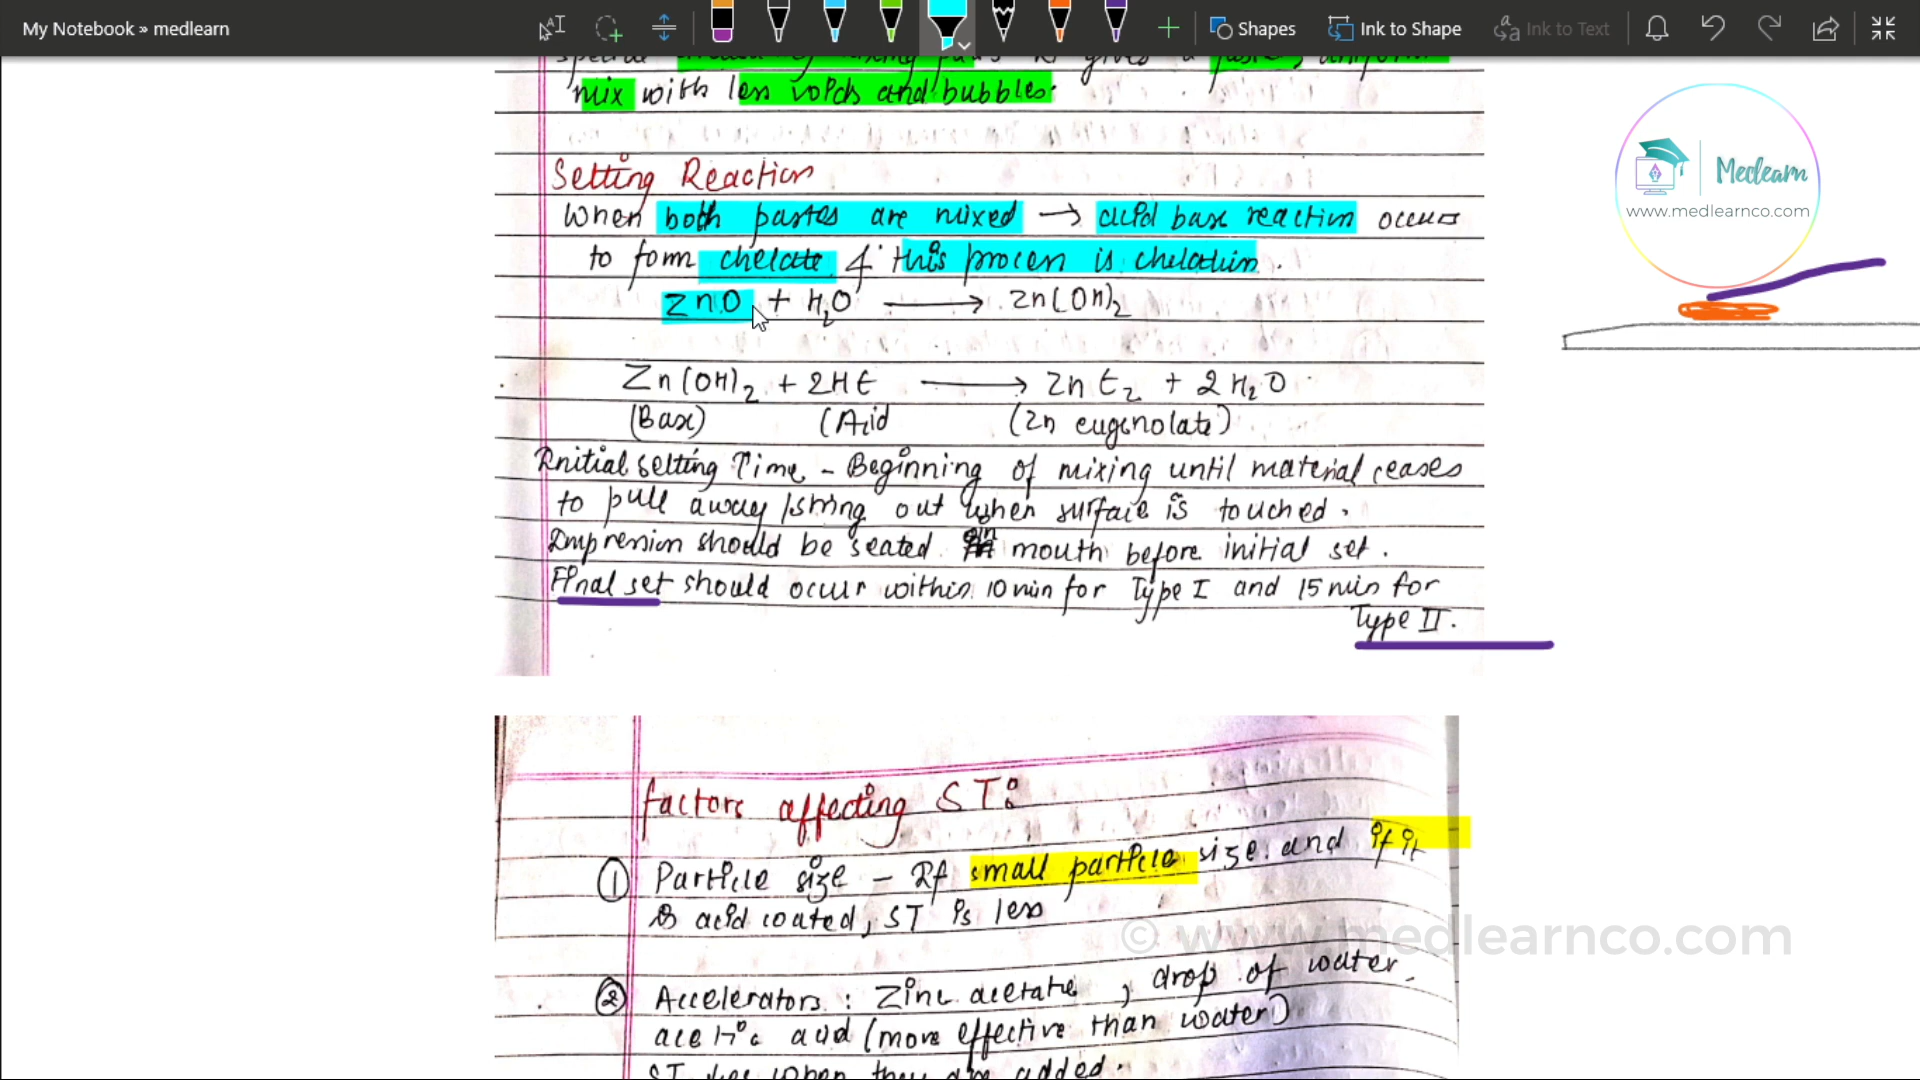 My Notebook » medlearn
Shapes
Ink to Shape
Ink to Text
mix with less voids and bubbles.
Setting Reaction
When both pastes are mixed → acid base reaction occurs
to form chelate & this process is chelation.
ZnO + H₂O ⟶ Zn(OH)₂
Zn(OH)₂ + 2HE ⟶ ZnE₂ + 2H₂O
(Base) (Acid (Zn eugenolate)
Initial setting Time - Beginning of mixing until material ceases
to pull away/string out when surface is touched.
Impression should be seated in mouth before initial set.
Final set should occur within 10 min for Type I and 15 min for
Type II.
Medlearn
www.medlearnco.com
factors affecting ST:
① Particle size - If small particle size and if it
is acid coated, ST is less
© www.medlearnco.com
② Accelerators : Zinc acetate, drop of water,
acetic acid (more effective than water)
ST when they are added.